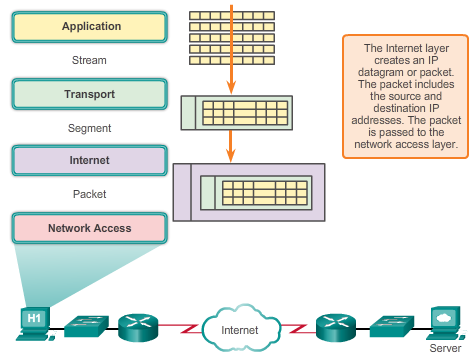 Application
Stream
Transport
Segment
Internet
Packet
Network Access
The Internet layer
creates an IP
datagram or packet.
The packet includes
the source and
destination IP
addresses. The packet
is passed to the
network access layer.
H1
Internet
Server